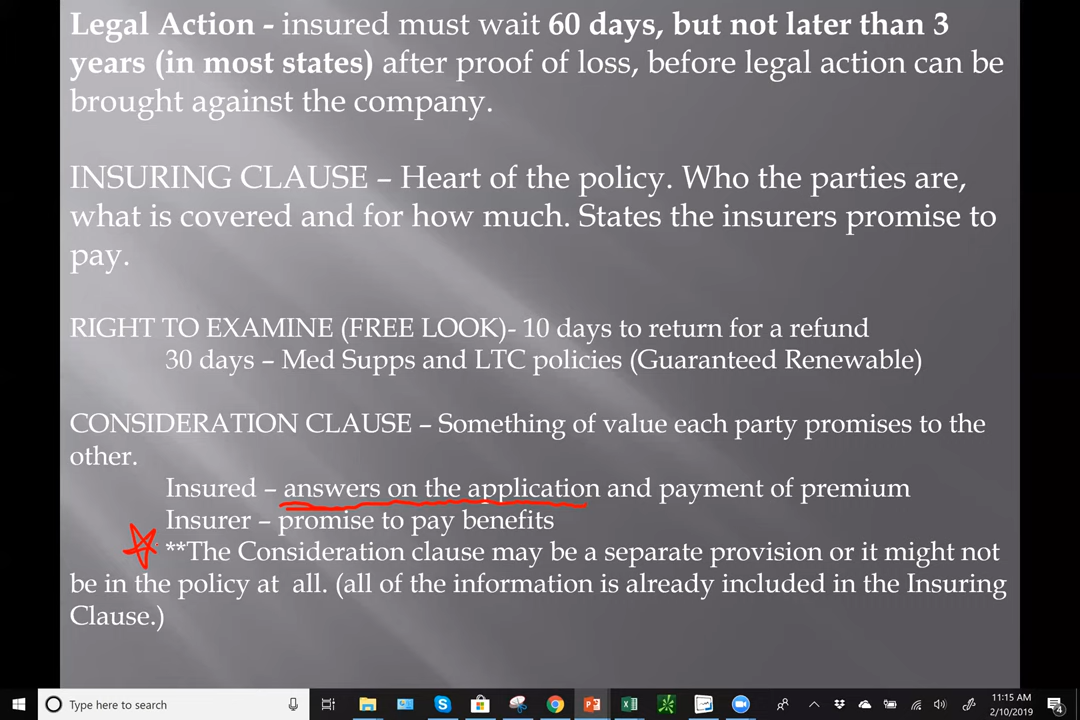 Legal Action - insured must wait 60 days, but not later than 3
years (in most states) after proof of loss, before legal action can be
brought against the company.
INSURING CLAUSE – Heart of the policy. Who the parties are,
what is covered and for how much. States the insurers promise to
pay.
RIGHT TO EXAMINE (FREE LOOK)- 10 days to return for a refund
30 days – Med Supps and LTC policies (Guaranteed Renewable)
CONSIDERATION CLAUSE – Something of value each party promises to the
other.
Insured – answers on the application and payment of premium
Insurer – promise to pay benefits
**The Consideration clause may be a separate provision or it might not
be in the policy at  all. (all of the information is already included in the Insuring
Clause.)
Type here to search
11:15 AM
2/10/2019
4